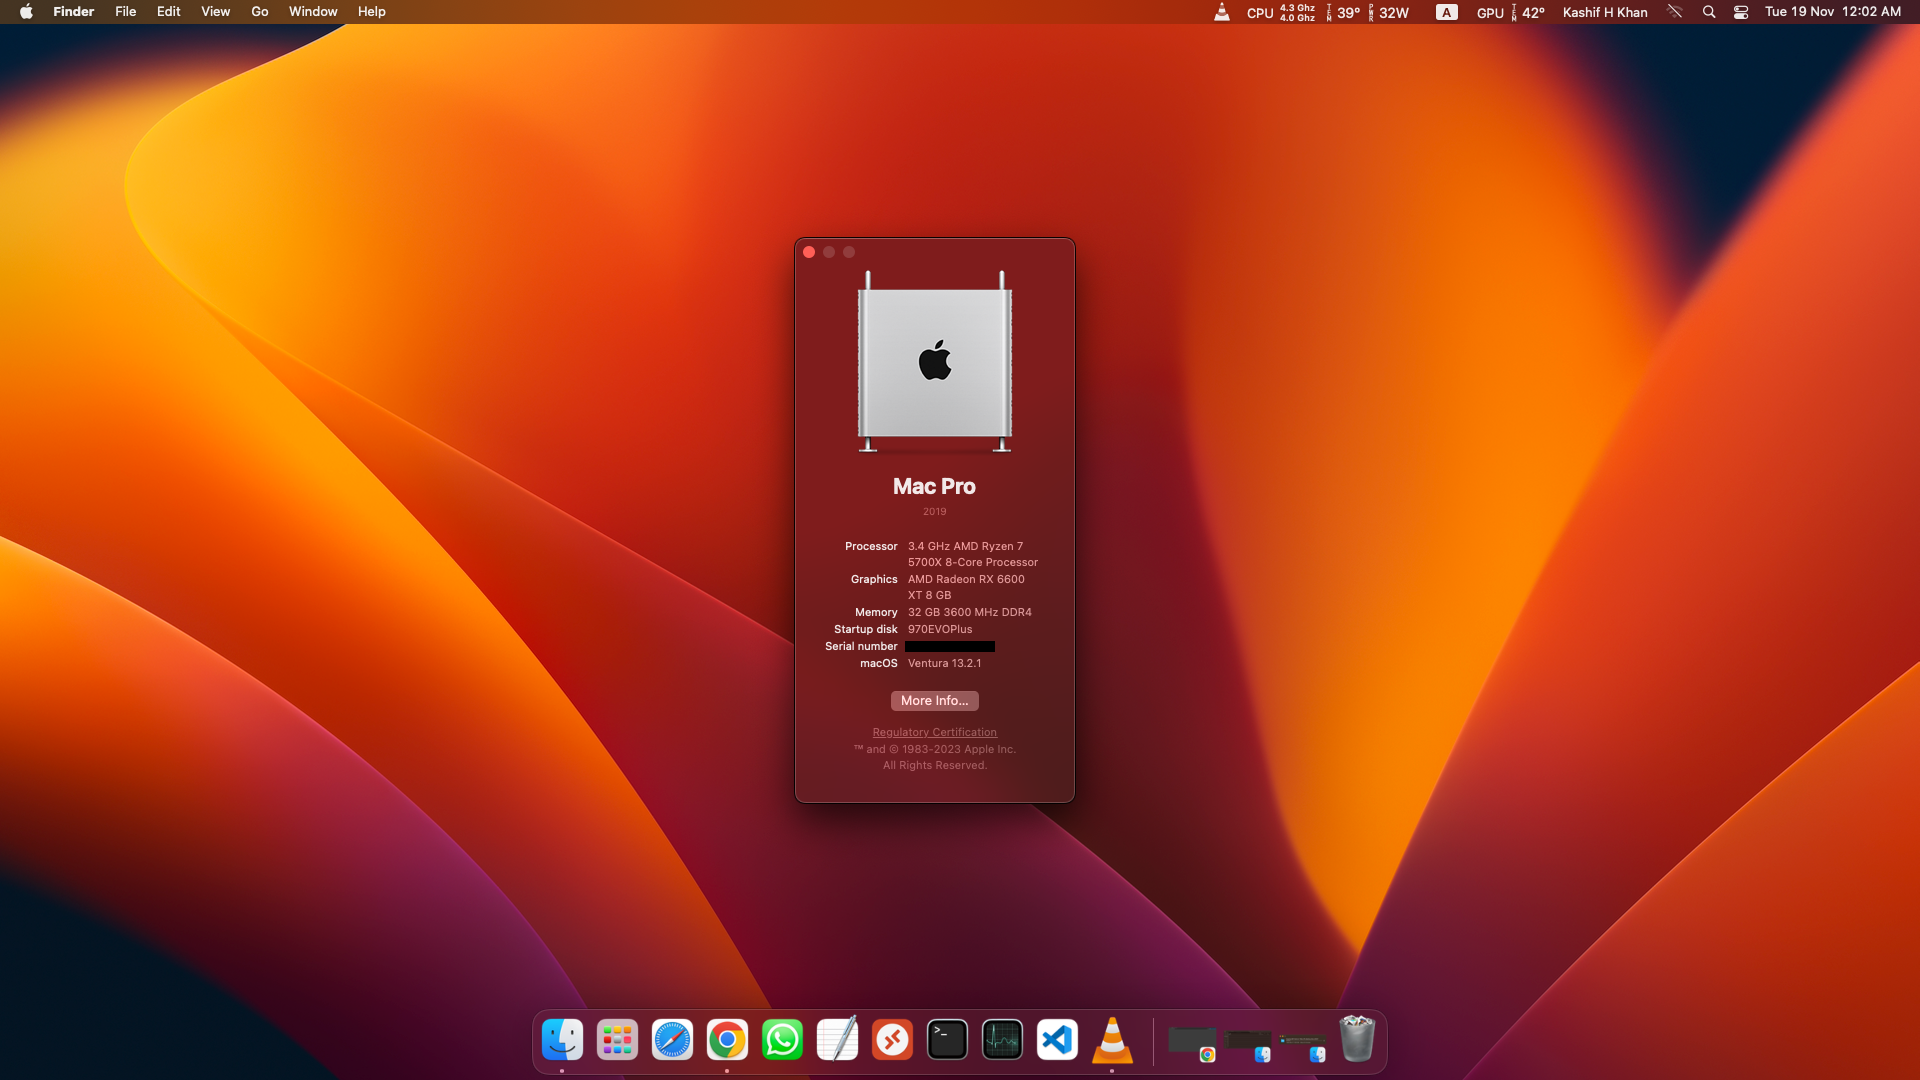 Finder File Edit View Go Window Help
CPU 4.3 Ghz 4.0 Ghz TEM 39° PWR 32W A GPU TEM 42° Kashif H Khan Tue 19 Nov 12:02 AM
Mac Pro
2019
Processor 3.4 GHz AMD Ryzen 7
5700X 8-Core Processor
Graphics AMD Radeon RX 6600
XT 8 GB
Memory 32 GB 3600 MHz DDR4
Startup disk 970EVOPlus
Serial number
macOS Ventura 13.2.1
More Info...
Regulatory Certification
™ and © 1983-2023 Apple Inc.
All Rights Reserved.
>_